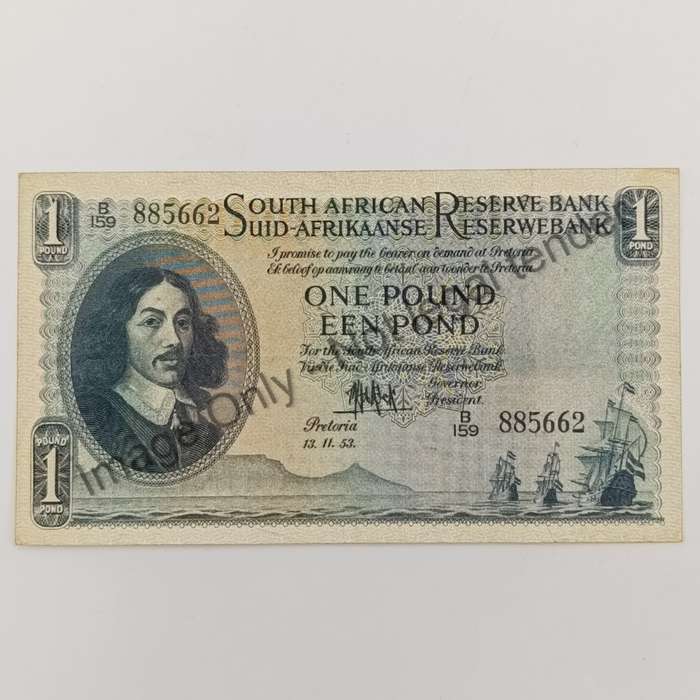 1
POUND
B
159 885662
SOUTH AFRICAN RESERVE BANK
SUID-AFRIKAANSE RESERWEBANK
1
POND
I promise to pay the bearer on demand at Pretoria
Ek beloof op aanvraag te betaal aan toonder te Pretoria
ONE POUND
EEN POND
For the South African Reserve Bank
Vir die Suid-Afrikaanse Reserwebank
Governor
President.
Pretoria
13.11.53.
B
159 885662
POUND
1
POND
Image Only - Not legal tender